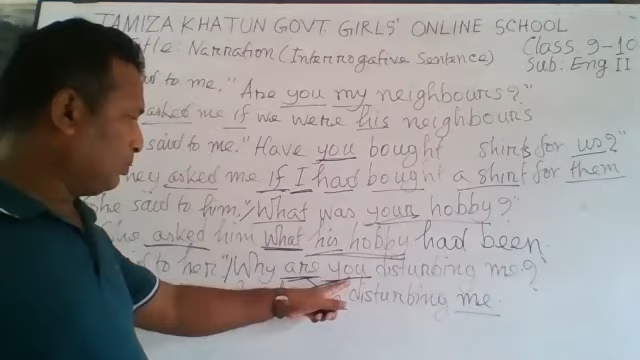 TAMIZA KHATUN GOVT. GIRLS' ONLINE SCHOOL
Title: Narration (Interrogative Sentence)
Class 9-10
Sub: Eng II
to me. "Are you my neighbours?"
asked me if we were his neighbours
said to me. "Have you bought shirts for us?"
They asked me if I had bought a shirt for them
She said to him. "What was your hobby?"
She asked him what his hobby had been.
to her, "Why are you disturbing me?
disturbing me.